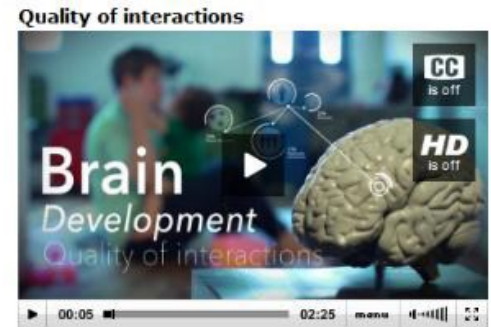 Quality of interactions
CC
is off
HD
is off
Brain
Development
Quality of interactions
00:05
02:25
menu